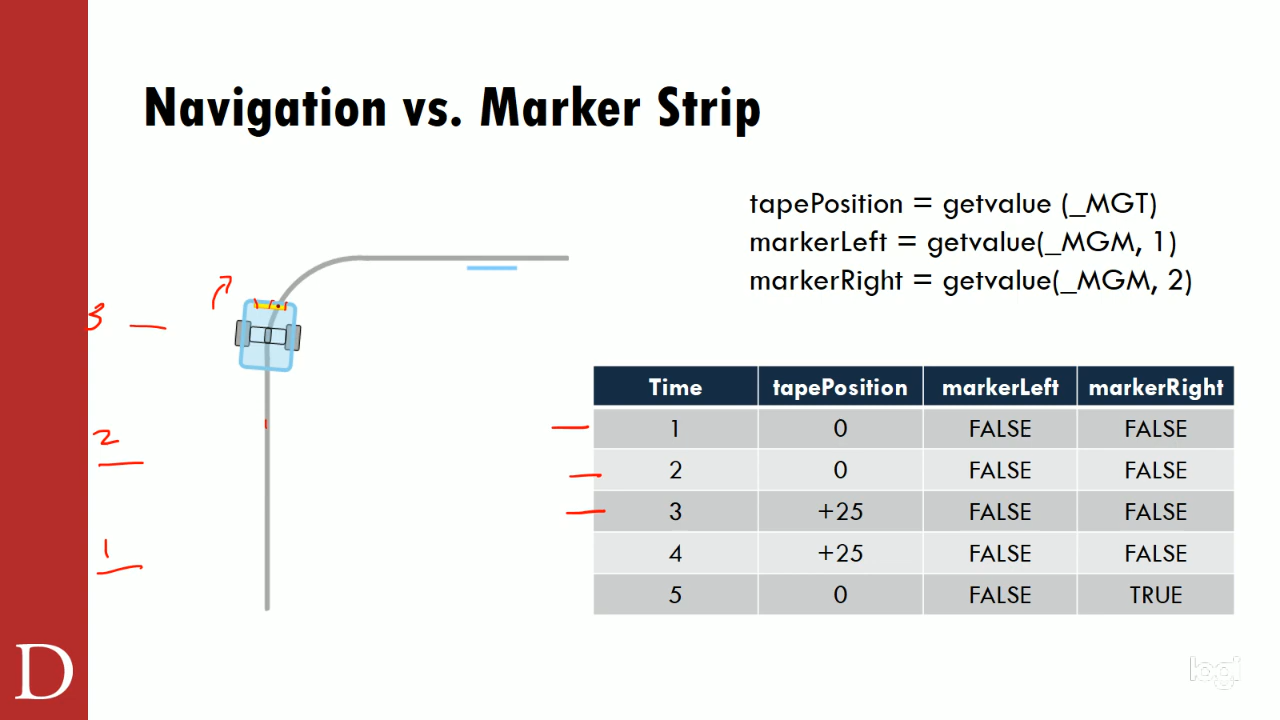 Navigation vs. Marker Strip
tapePosition = getvalue (_MGT)
markerLeft = getvalue(_MGM, 1)
markerRight = getvalue(_MGM, 2)
3
2
1
Time tapePosition markerLeft markerRight
1 0 FALSE FALSE
2 0 FALSE FALSE
3 +25 FALSE FALSE
4 +25 FALSE FALSE
5 0 FALSE TRUE
D
logi